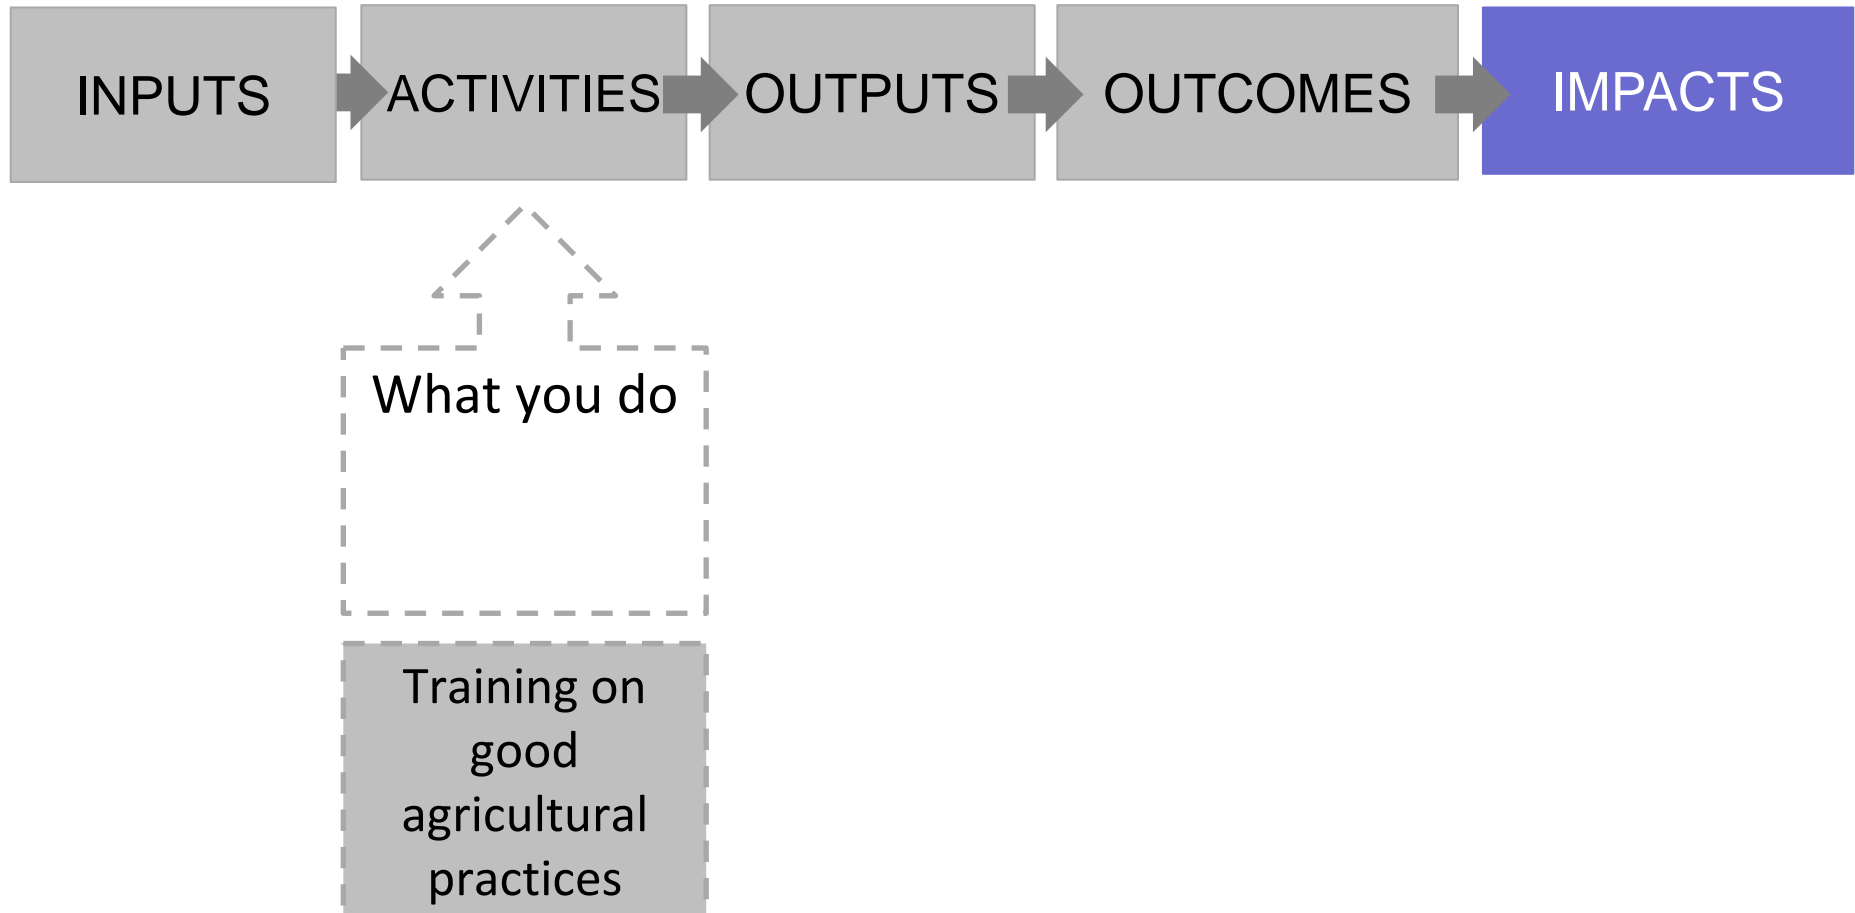 INPUTS
ACTIVITIES
OUTPUTS
OUTCOMES
IMPACTS
What you do
Training on
good
agricultural
practices